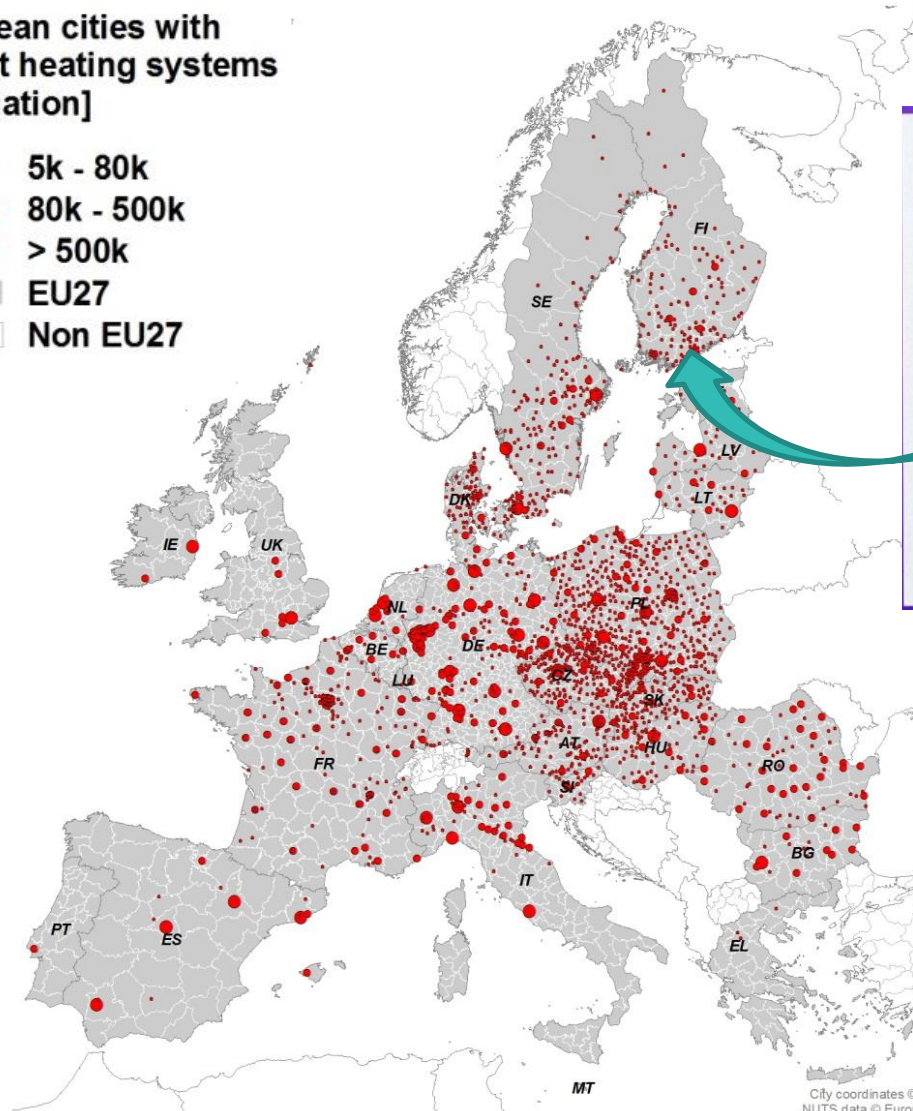 ean cities with
t heating systems
ation]
5k - 80k
80k - 500k
> 500k
EU27
Non EU27
FI
SE
LV
LT
DK
IE
UK
NL
PL
BE
DE
LU
CZ
SK
AT
HU
FR
SI
RO
BG
IT
PT
ES
EL
MT
City coordinates ©
NUTS data © Euro